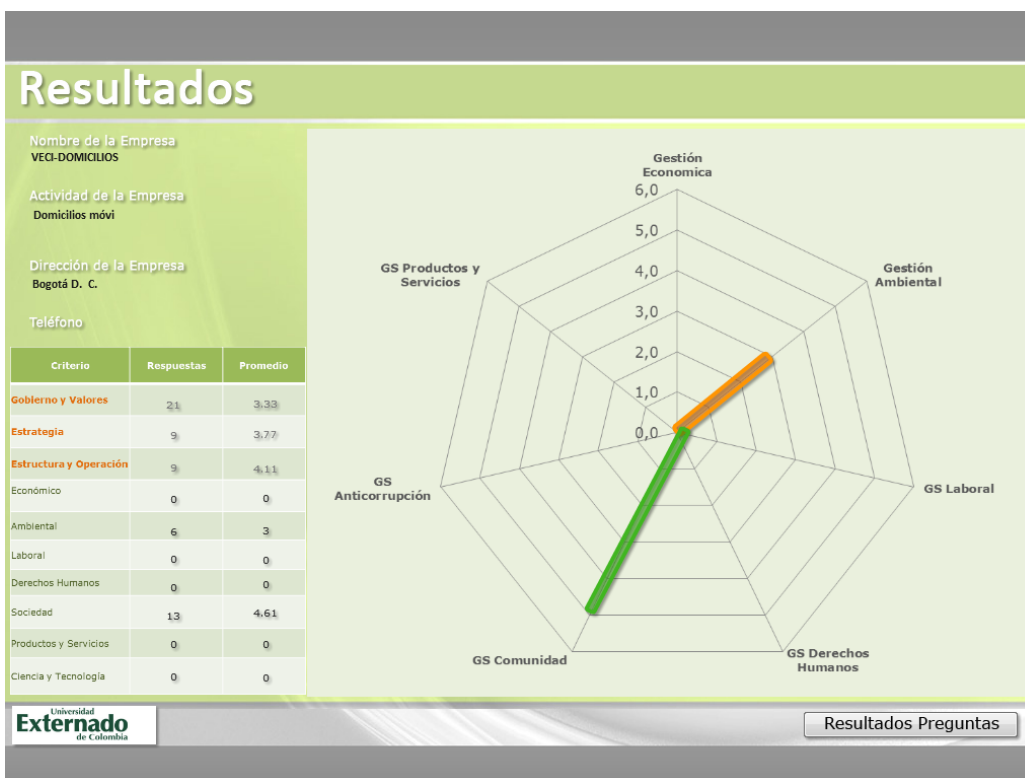 Resultados
Nombre de la Empresa
VECI-DOMICILIOS
Actividad de la Empresa
Domicilios móvi
Dirección de la Empresa
Bogotá D. C.
Teléfono
Criterio Respuestas Promedio
Gobierno y Valores 21 3.33
Estrategia 9 3.77
Estructura y Operación 9 4.11
Económico 0 0
Ambiental 6 3
Laboral 0 0
Derechos Humanos 0 0
Sociedad 13 4.61
Productos y Servicios 0 0
Ciencia y Tecnología 0 0
Gestión
Economica
6,0
5,0
4,0
3,0
2,0
1,0
0,0
Gestión
Ambiental
GS Laboral
GS Derechos
Humanos
GS Comunidad
GS
Anticorrupción
GS Productos y
Servicios
Universidad
Externado
de Colombia
Resultados Preguntas